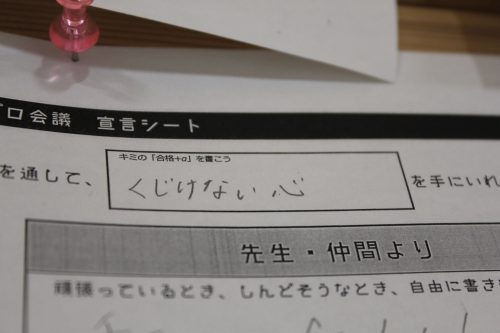 ロ会議 宣言シート
キミの「合格+α」を書こう
を通して、 くじけない心 を手にいれ
先生・仲間より
頑張っているとき、しんどそうなとき、自由に書き